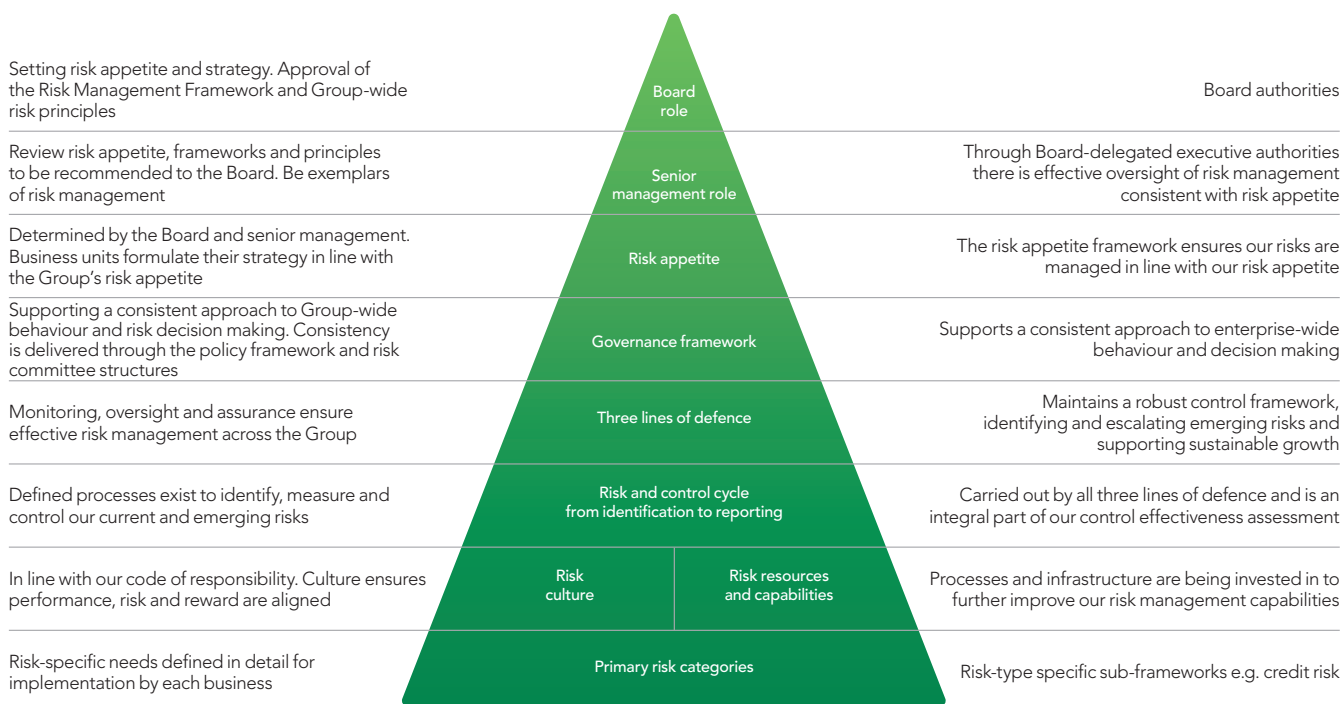 Setting risk appetite and strategy. Approval of
the Risk Management Framework and Group-wide
risk principles
Board
role
Board authorities
Review risk appetite, frameworks and principles
to be recommended to the Board. Be exemplars
of risk management
Senior
management role
Through Board-delegated executive authorities
there is effective oversight of risk management
consistent with risk appetite
Determined by the Board and senior management.
Business units formulate their strategy in line with
the Group's risk appetite
Risk appetite
The risk appetite framework ensures our risks are
managed in line with our risk appetite
Supporting a consistent approach to Group-wide
behaviour and risk decision making. Consistency
is delivered through the policy framework and risk
committee structures
Governance framework
Supports a consistent approach to enterprise-wide
behaviour and decision making
Monitoring, oversight and assurance ensure
effective risk management across the Group
Three lines of defence
Maintains a robust control framework,
identifying and escalating emerging risks and
supporting sustainable growth
Defined processes exist to identify, measure and
control our current and emerging risks
Risk and control cycle
from identification to reporting
Carried out by all three lines of defence and is an
integral part of our control effectiveness assessment
In line with our code of responsibility. Culture ensures
performance, risk and reward are aligned
Risk
culture
Risk resources
and capabilities
Processes and infrastructure are being invested in to
further improve our risk management capabilities
Risk-specific needs defined in detail for
implementation by each business
Primary risk categories
Risk-type specific sub-frameworks e.g. credit risk